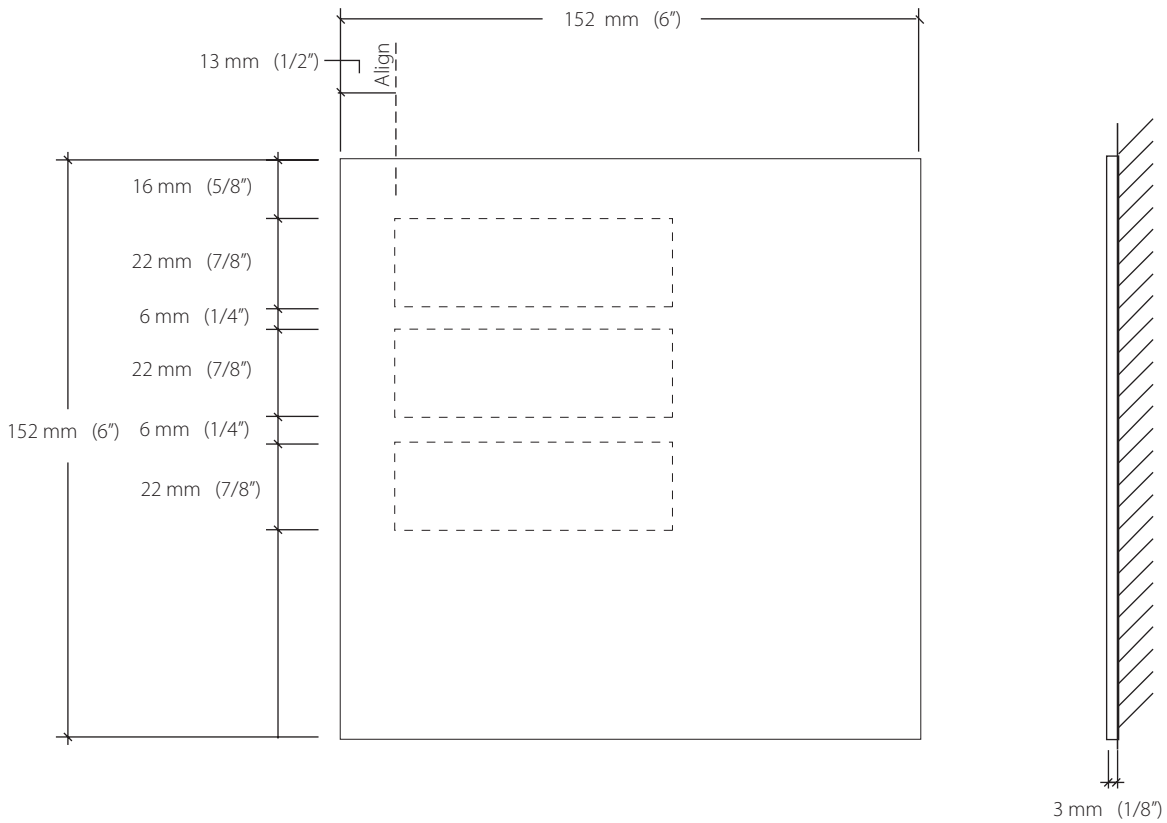 152 mm (6”)
13 mm (1/2”)
Align
16 mm (5/8”)
22 mm (7/8”)
6 mm (1/4”)
22 mm (7/8”)
152 mm (6”) 6 mm (1/4”)
22 mm (7/8”)
3 mm (1/8”)